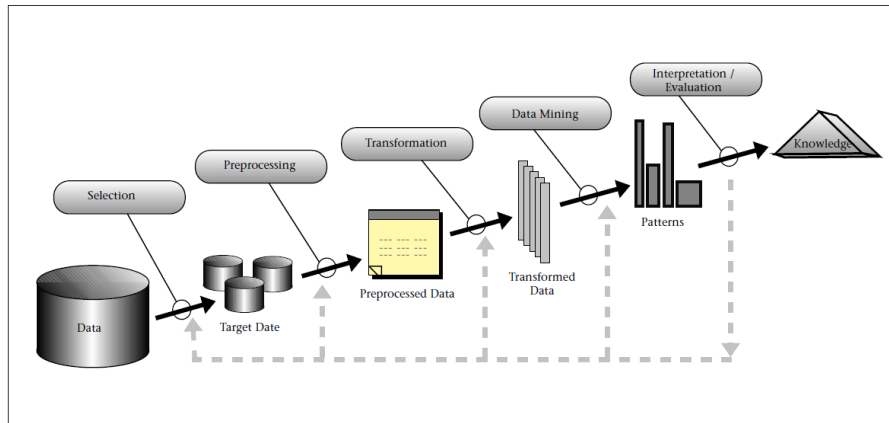 Interpretation /
Evaluation
Data Mining
Knowledge
Transformation
Preprocessing
Patterns
Selection
Transformed
Data
Preprocessed Data
Data
Target Date